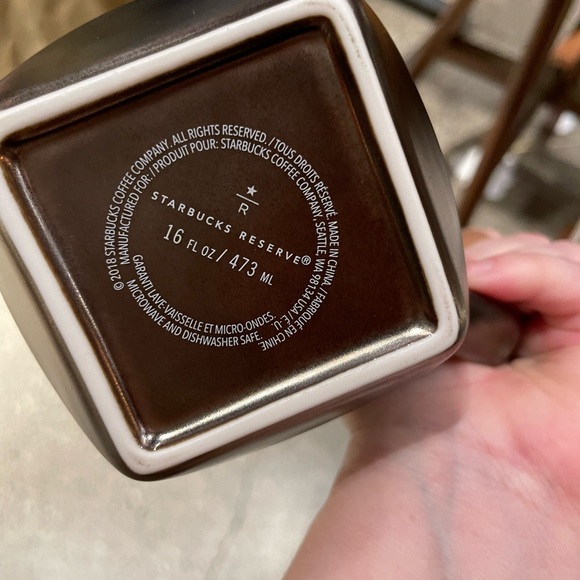 ©2018 STARBUCKS COFFEE COMPANY. ALL RIGHTS RESERVED. / TOUS DROITS RÉSERVÉ. MADE IN CHINA. / FABRIQUÉ EN CHINE.
MANUFACTURED FOR: / PRODUIT POUR: STARBUCKS COFFEE COMPANY, SEATTLE, WA 98134 USA / É.-U.
R
STARBUCKS RESERVE®
16 FL OZ / 473 ML
GARANTI LAVE-VAISSELLE ET MICRO-ONDES.
MICROWAVE AND DISHWASHER SAFE.